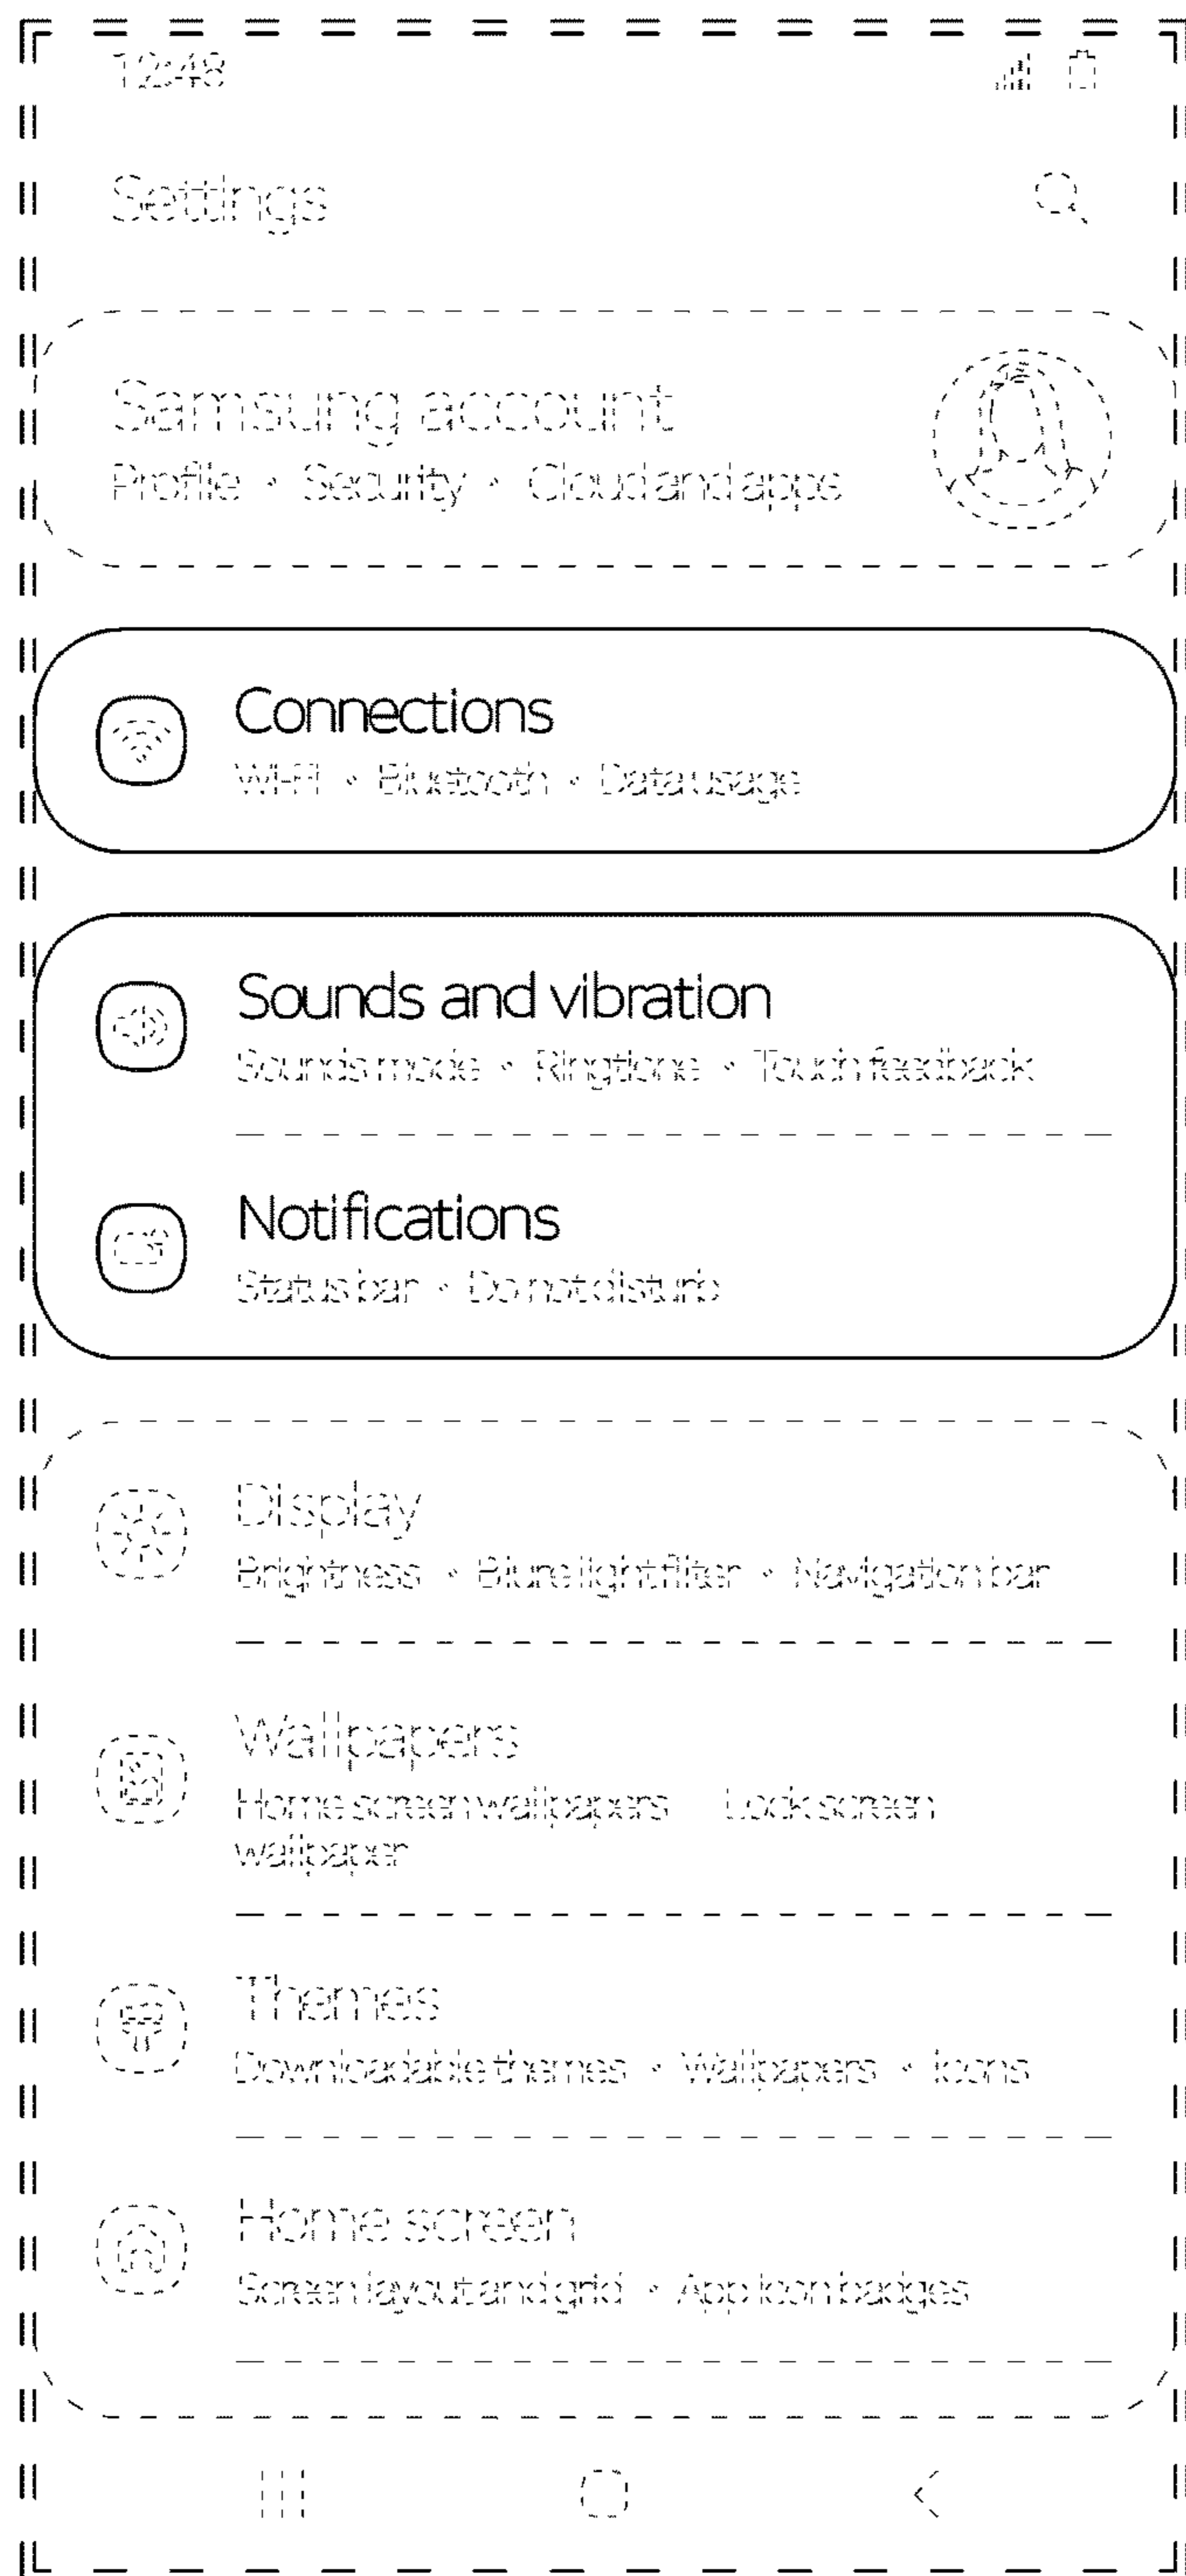 12:48
Settings
Samsung account
Profile • Security • Cloud and apps
Connections
Wi-Fi • Bluetooth • Data usage
Sounds and vibration
Sounds mode • Ringtione • Touch feedback
Notifications
Status bar • Do not disturb
Display
Brightness • Blure light filter • Navigation bar
Wallpapers
Home screen wallpapers Lock screen
wallpaper
Themes
Downloadable themes • Wallpapers • Icons
Home screen
Screen layout and grid • App icon badges